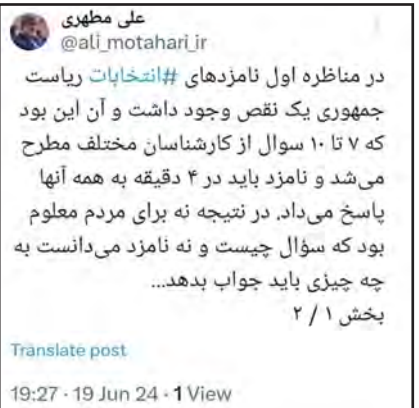 علی مطهری
@ali_motahari_ir
در مناظره اول نامزدهای #انتخابات ریاست
جمهوری یک نقص وجود داشت و آن این بود
که ۷ تا ۱۰ سوال از کارشناسان مختلف مطرح
می‌شد و نامزد باید در ۴ دقیقه به همه آنها
پاسخ می‌داد. در نتیجه نه برای مردم معلوم
بود که سؤال چیست و نه نامزد می‌دانست به
چه چیزی باید جواب بدهد...
بخش ۱ / ۲
Translate post
19:27 · 19 Jun 24 · 1 View